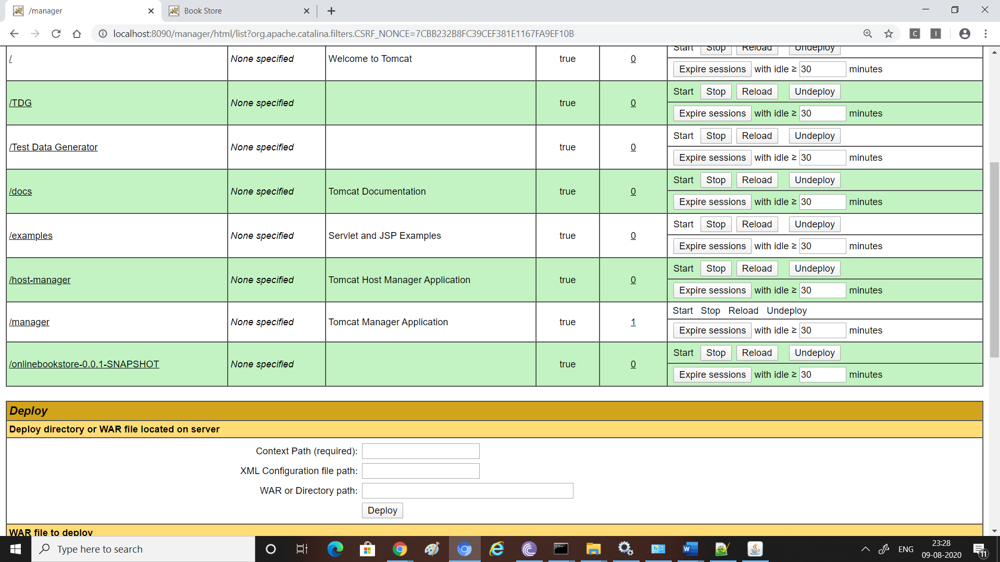 /manager
Book Store
localhost:8090/manager/html/list?org.apache.catalina.filters.CSRF_NONCE=7CBB232B8FC39CEF381E1167FA9EF10B
C
I
/ None specified Welcome to Tomcat true 0 Start Stop Reload Undeploy
Expire sessions with idle ≥ 30 minutes
/TDG None specified true 0 Start Stop Reload Undeploy
Expire sessions with idle ≥ 30 minutes
/Test Data Generator None specified true 0 Start Stop Reload Undeploy
Expire sessions with idle ≥ 30 minutes
/docs None specified Tomcat Documentation true 0 Start Stop Reload Undeploy
Expire sessions with idle ≥ 30 minutes
/examples None specified Servlet and JSP Examples true 0 Start Stop Reload Undeploy
Expire sessions with idle ≥ 30 minutes
/host-manager None specified Tomcat Host Manager Application true 0 Start Stop Reload Undeploy
Expire sessions with idle ≥ 30 minutes
/manager None specified Tomcat Manager Application true 1 Start Stop Reload Undeploy
Expire sessions with idle ≥ 30 minutes
/onlinebookstore-0.0.1-SNAPSHOT None specified true 0 Start Stop Reload Undeploy
Expire sessions with idle ≥ 30 minutes
Deploy
Deploy directory or WAR file located on server
Context Path (required):
XML Configuration file path:
WAR or Directory path:
Deploy
WAR file to deploy
Type here to search
ENG
23:28
09-08-2020
11